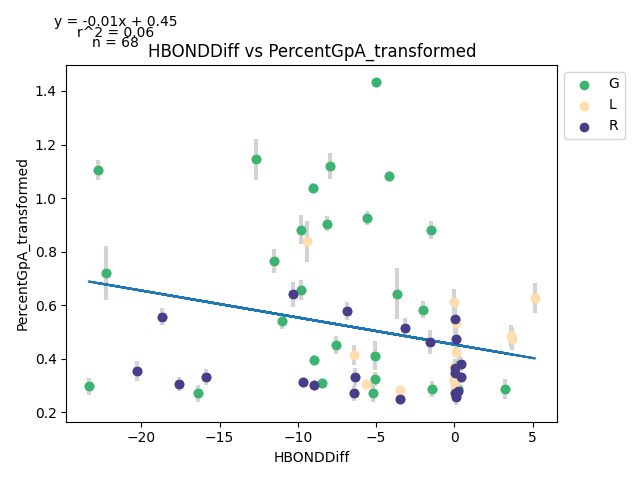 y = -0.01x + 0.45
r^2 = 0.06
n = 68
HBONDDiff vs PercentGpA_transformed
G
L
R
PercentGpA_transformed
1.4
1.2
1.0
0.8
0.6
0.4
0.2
−20
−15
−10
−5
0
5
HBONDDiff